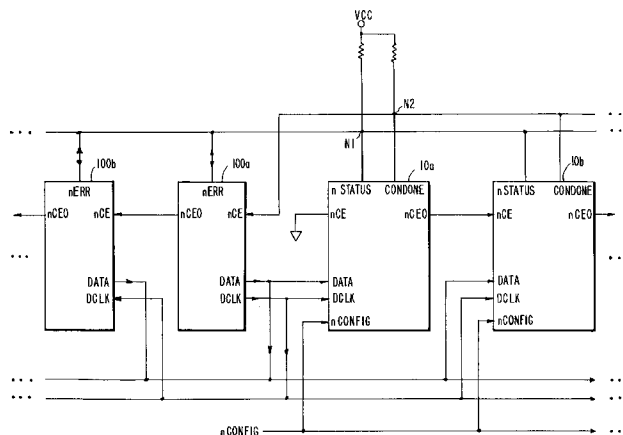 VCC
N2
N1
100b
100a
10a
10b
nERR
nERR
n STATUS CONDONE
nSTATUS CONDONE
nCEO nCE
nCEO nCE
nCE nCEO
nCE nCEO
DATA
DCLK
DATA
DCLK
DATA
DCLK
nCONFIG
DATA
DCLK
nCONFIG
nCONFIG